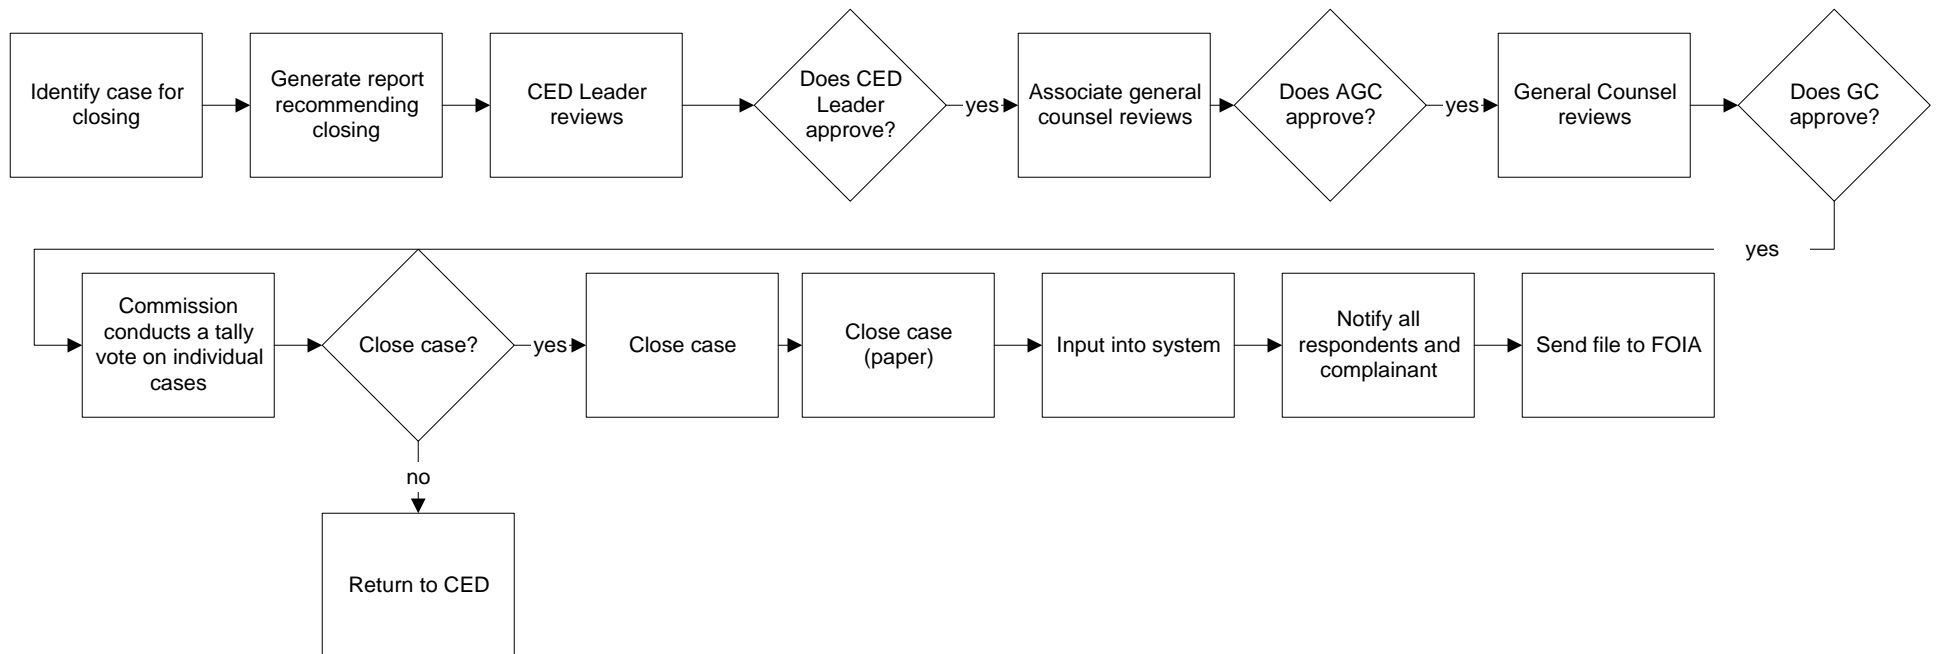 Identify case for
closing
Generate report
recommending
closing
CED Leader
reviews
Does CED
Leader
approve?
yes
Associate general
counsel reviews
Does AGC
approve?
yes
General Counsel
reviews
Does GC
approve?
yes
Commission
conducts a tally
vote on individual
cases
Close case?
yes
Close case
Close case
(paper)
Input into system
Notify all
respondents and
complainant
Send file to FOIA
no
Return to CED